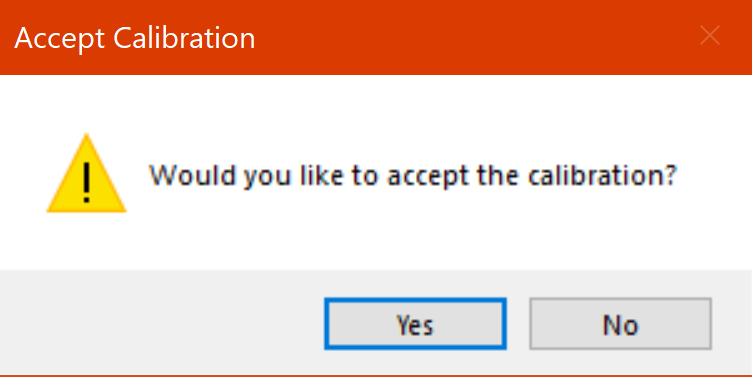 Accept Calibration
Would you like to accept the calibration?
Yes No